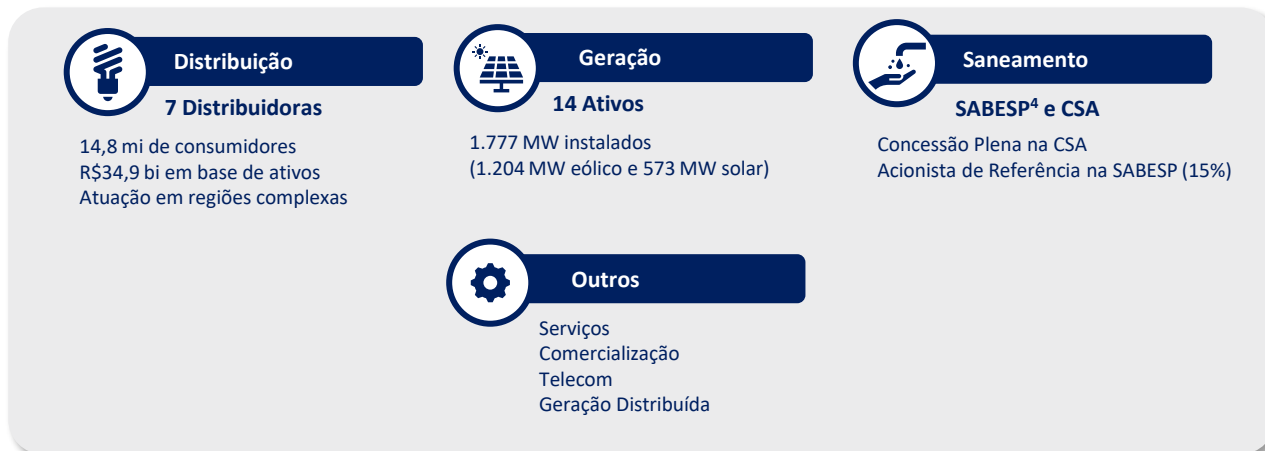 Distribuição
7 Distribuidoras
14,8 mi de consumidores
R$34,9 bi em base de ativos
Atuação em regiões complexas
Geração
14 Ativos
1.777 MW instalados
(1.204 MW eólico e 573 MW solar)
Saneamento
SABESP⁴ e CSA
Concessão Plena na CSA
Acionista de Referência na SABESP (15%)
Outros
Serviços
Comercialização
Telecom
Geração Distribuída